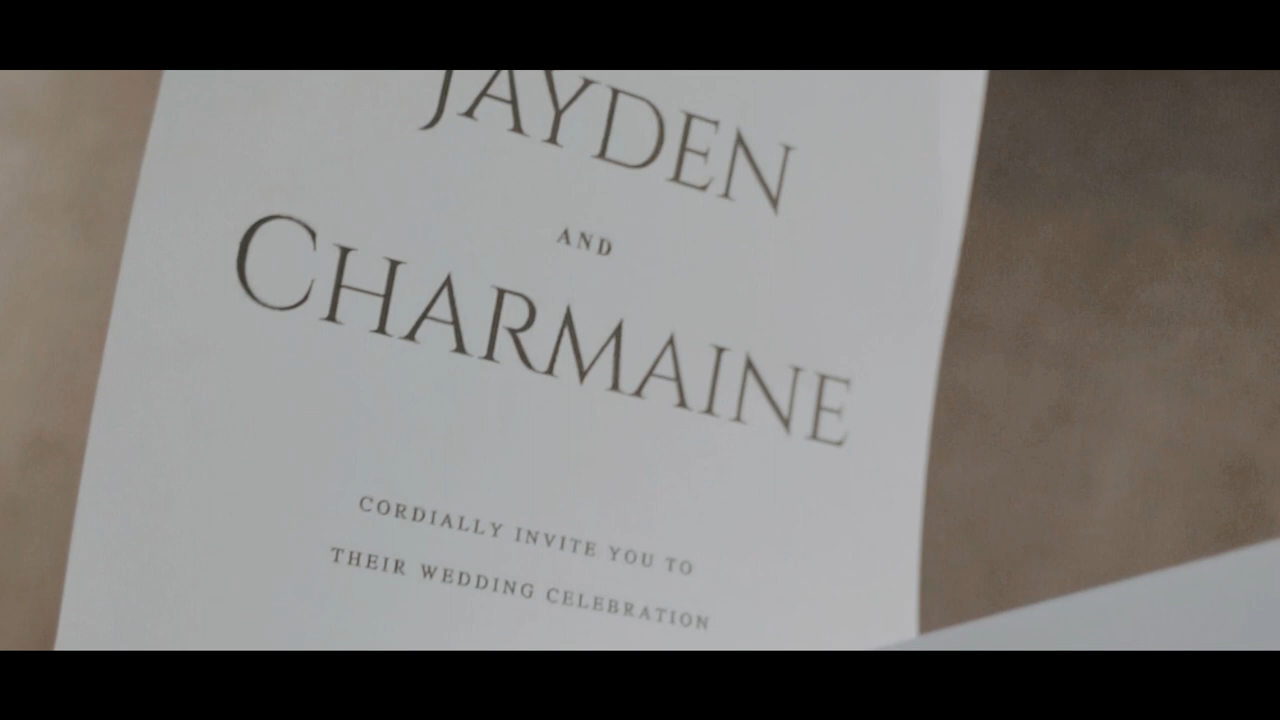 JAYDEN
AND
CHARMAINE
CORDIALLY INVITE YOU TO
THEIR WEDDING CELEBRATION